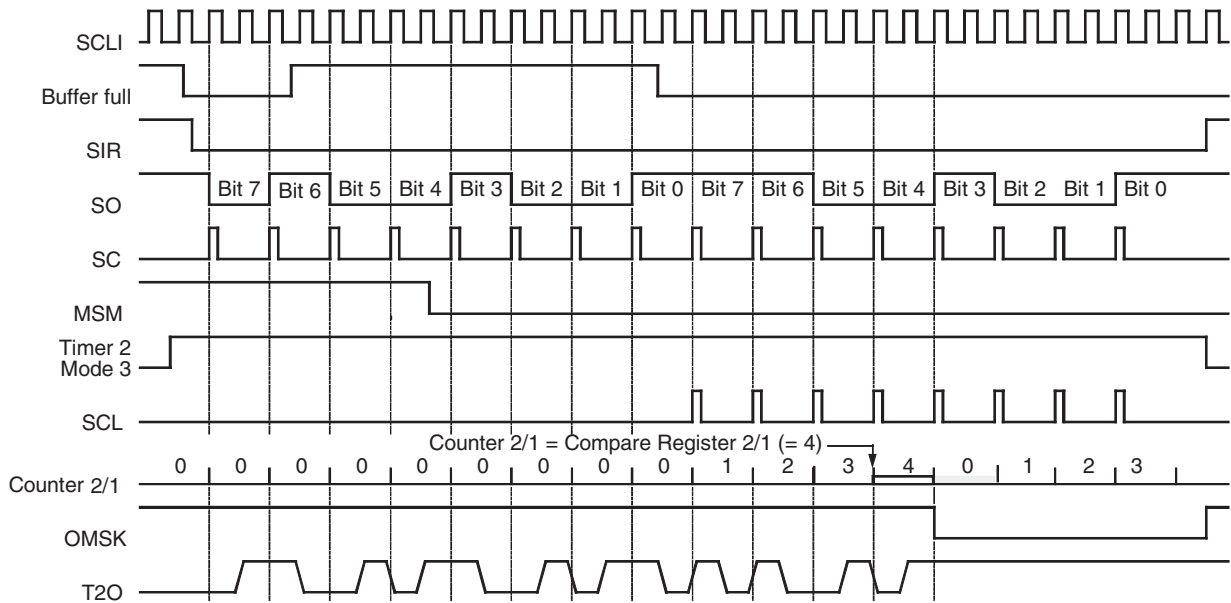 SCLI
Buffer full
SIR
SO
Bit 7 Bit 6 Bit 5 Bit 4 Bit 3 Bit 2 Bit 1 Bit 0 Bit 7 Bit 6 Bit 5 Bit 4 Bit 3 Bit 2 Bit 1 Bit 0
SC
MSM
Timer 2
Mode 3
SCL
Counter 2/1 = Compare Register 2/1 (= 4)
0 0 0 0 0 0 0 0 0 1 2 3 4 0 1 2 3
Counter 2/1
OMSK
T2O